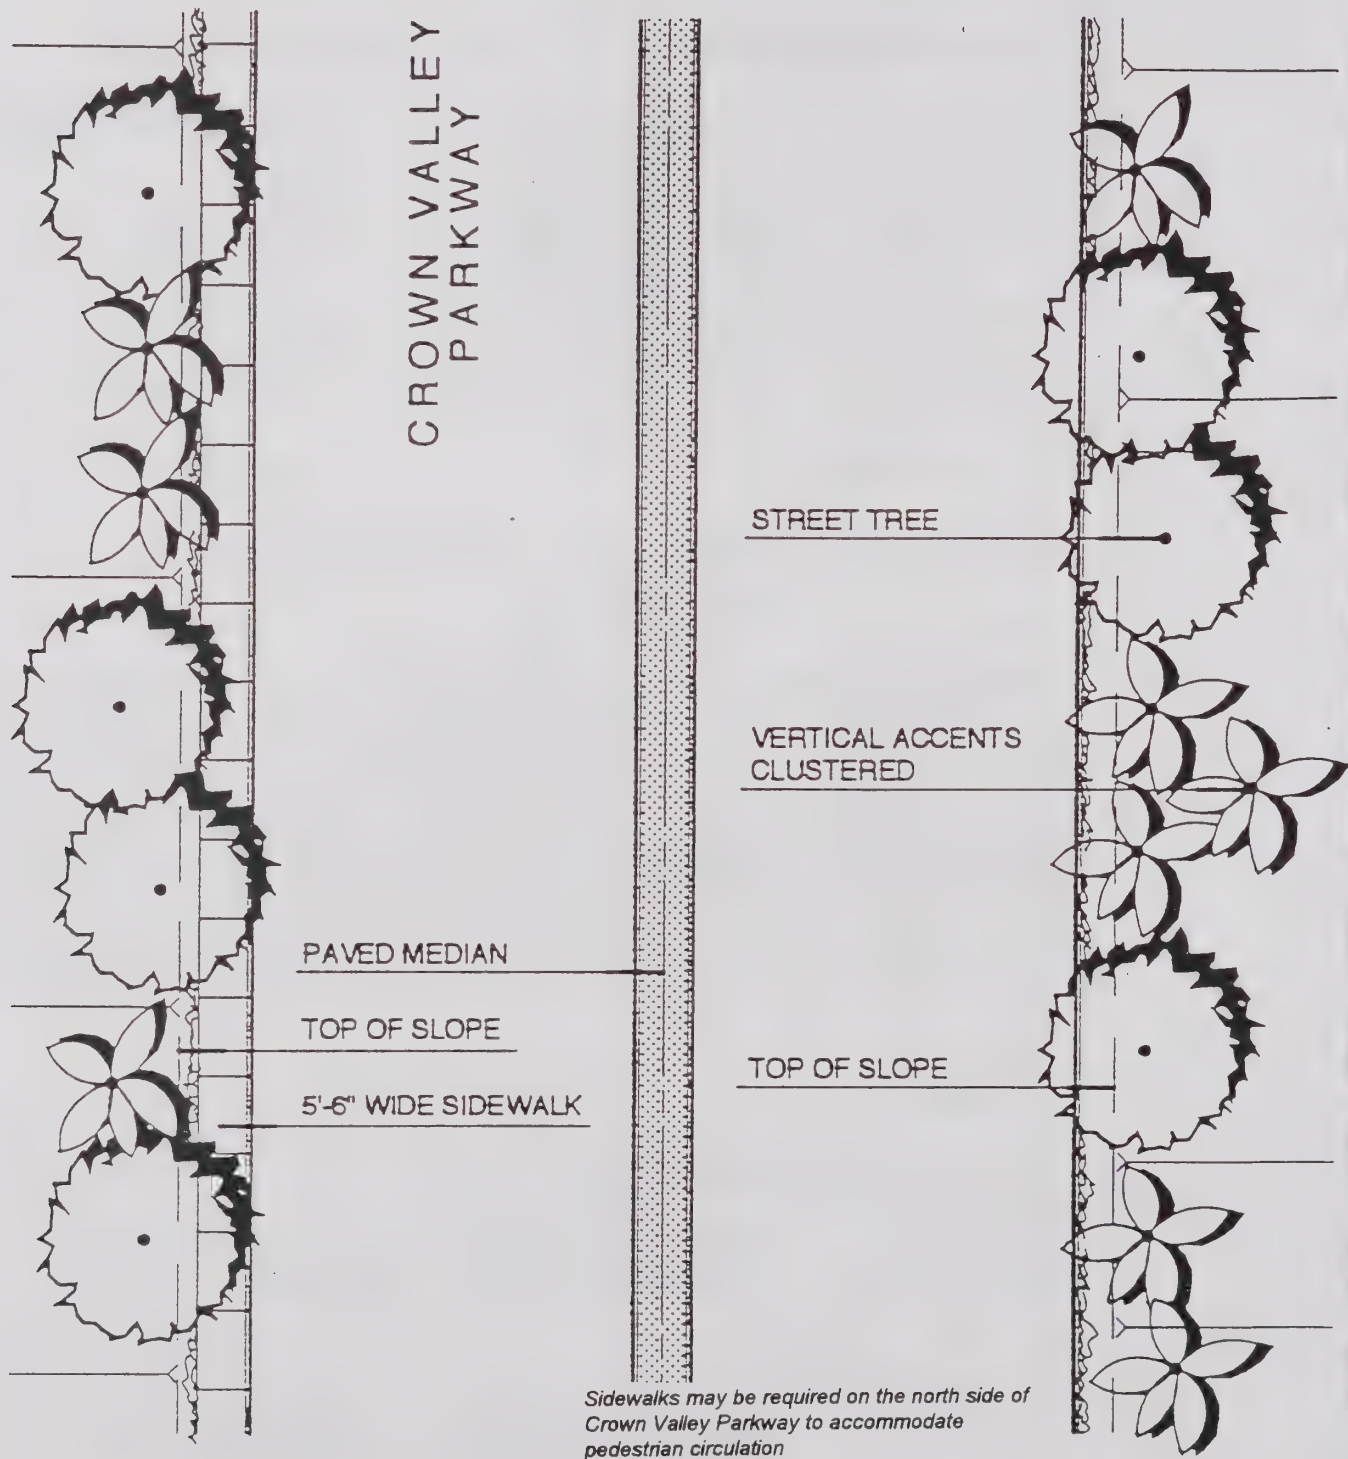 CROWN VALLEY
PARKWAY
STREET TREE
VERTICAL ACCENTS
CLUSTERED
PAVED MEDIAN
TOP OF SLOPE
TOP OF SLOPE
5'-6" WIDE SIDEWALK
Sidewalks may be required on the north side of
Crown Valley Parkway to accommodate
pedestrian circulation